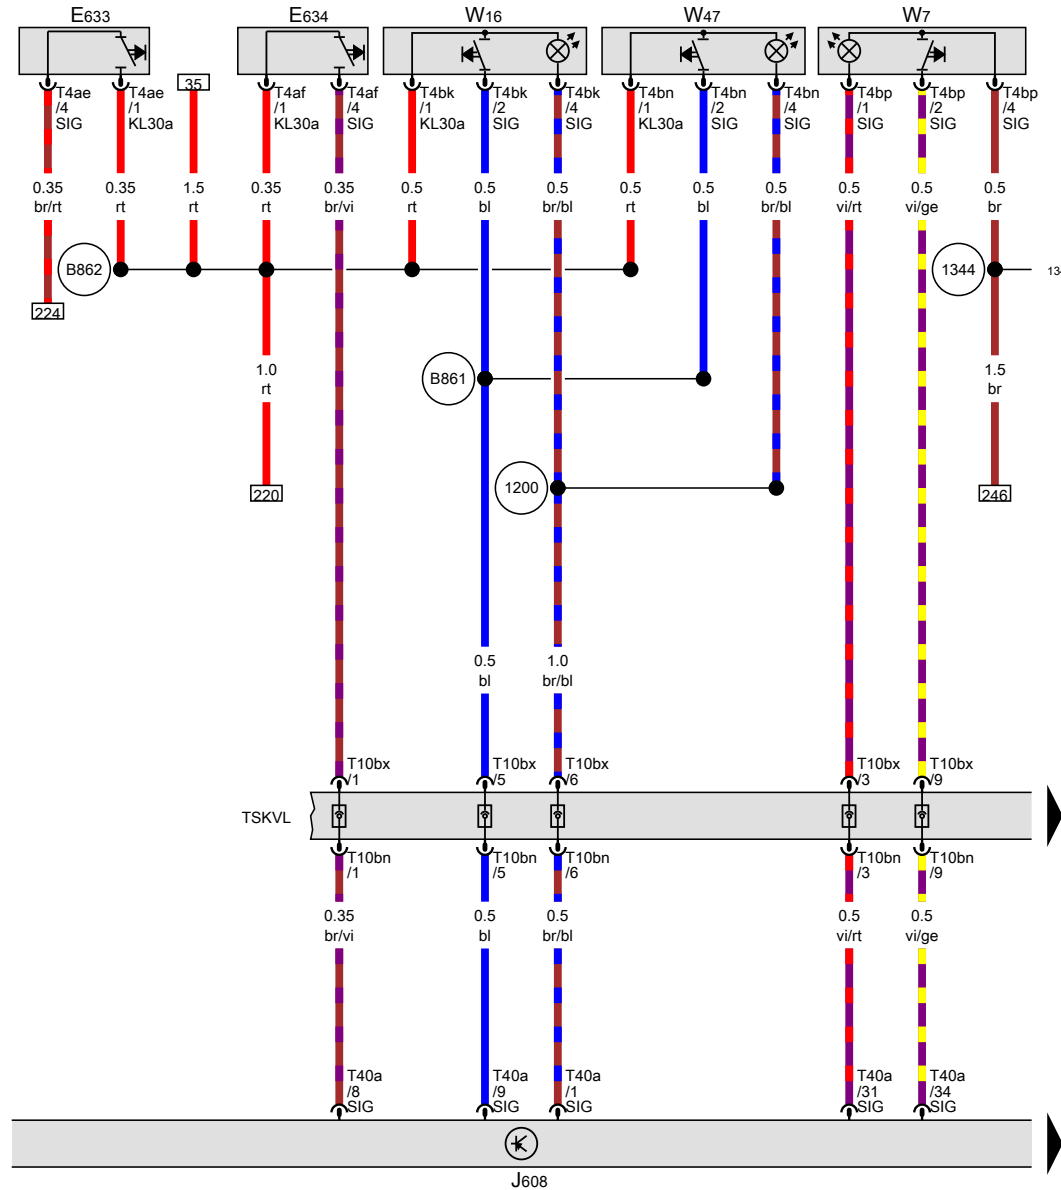 E633 E634 W16 W47 W7
T4ae T4ae 35 T4af T4af T4bk T4bk T4bk T4bn T4bn T4bn T4bp T4bp T4bp
/4 /1 /1 /4 /1 /2 /4 /1 /2 /4 /1 /2 /4
SIG KL30a KL30a SIG KL30a SIG SIG KL30a SIG SIG SIG SIG SIG
0.35 0.35 1.5 0.35 0.35 0.5 0.5 0.5 0.5 0.5 0.5 0.5 0.5 0.5
br/rt rt rt rt br/vi rt bl br/bl rt bl br/bl vi/rt vi/ge br
B862 1344 13
224
1.0 1.5
rt br
B861
1200
220 246
0.5 1.0
bl br/bl
T10bx T10bx T10bx T10bx T10bx
/1 /5 /6 /3 /9
TSKVL
T10bn T10bn T10bn T10bn T10bn
/1 /5 /6 /3 /9
0.35 0.5 0.5 0.5 0.5
br/vi bl br/bl vi/rt vi/ge
T40a T40a T40a T40a T40a
/8 /9 /1 /31 /34
SIG SIG SIG SIG SIG
J608